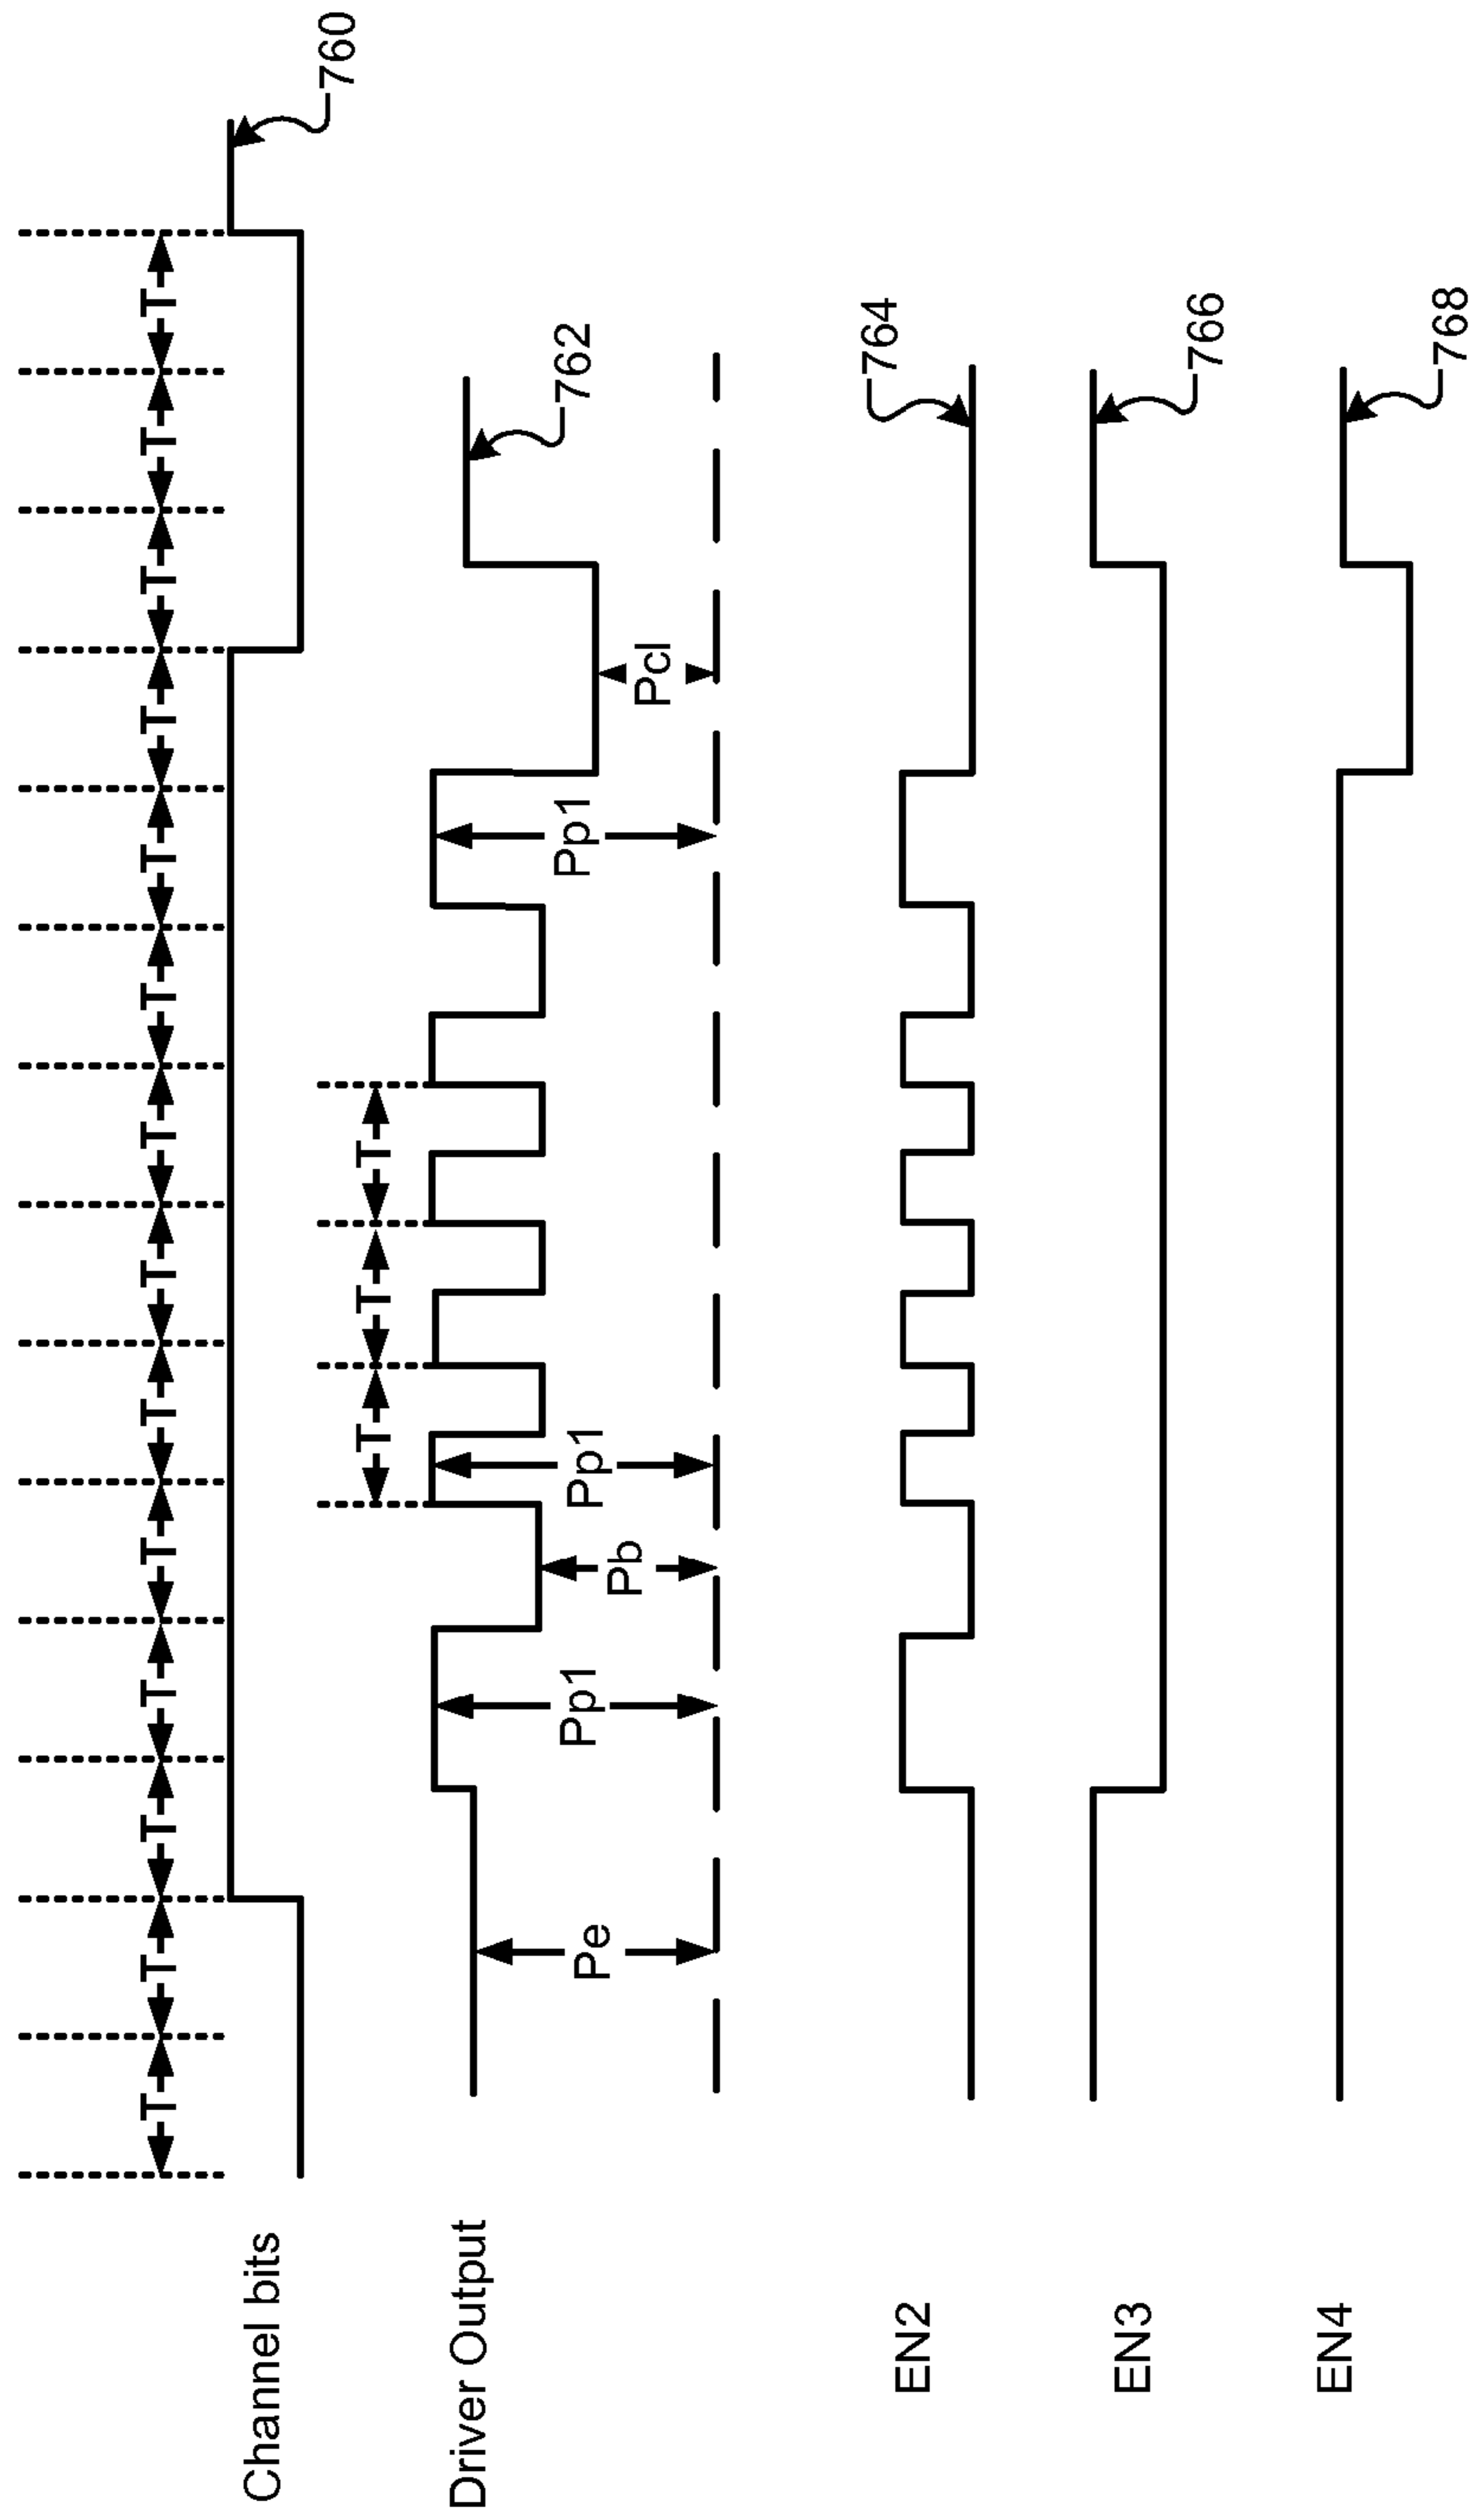 T T T T T T T T T T T T T T
Channel bits
760
T T T
Driver Output
762
Pe
Pp1
Pb
Pp1
Pp1
Pcl
EN2
764
EN3
766
EN4
768